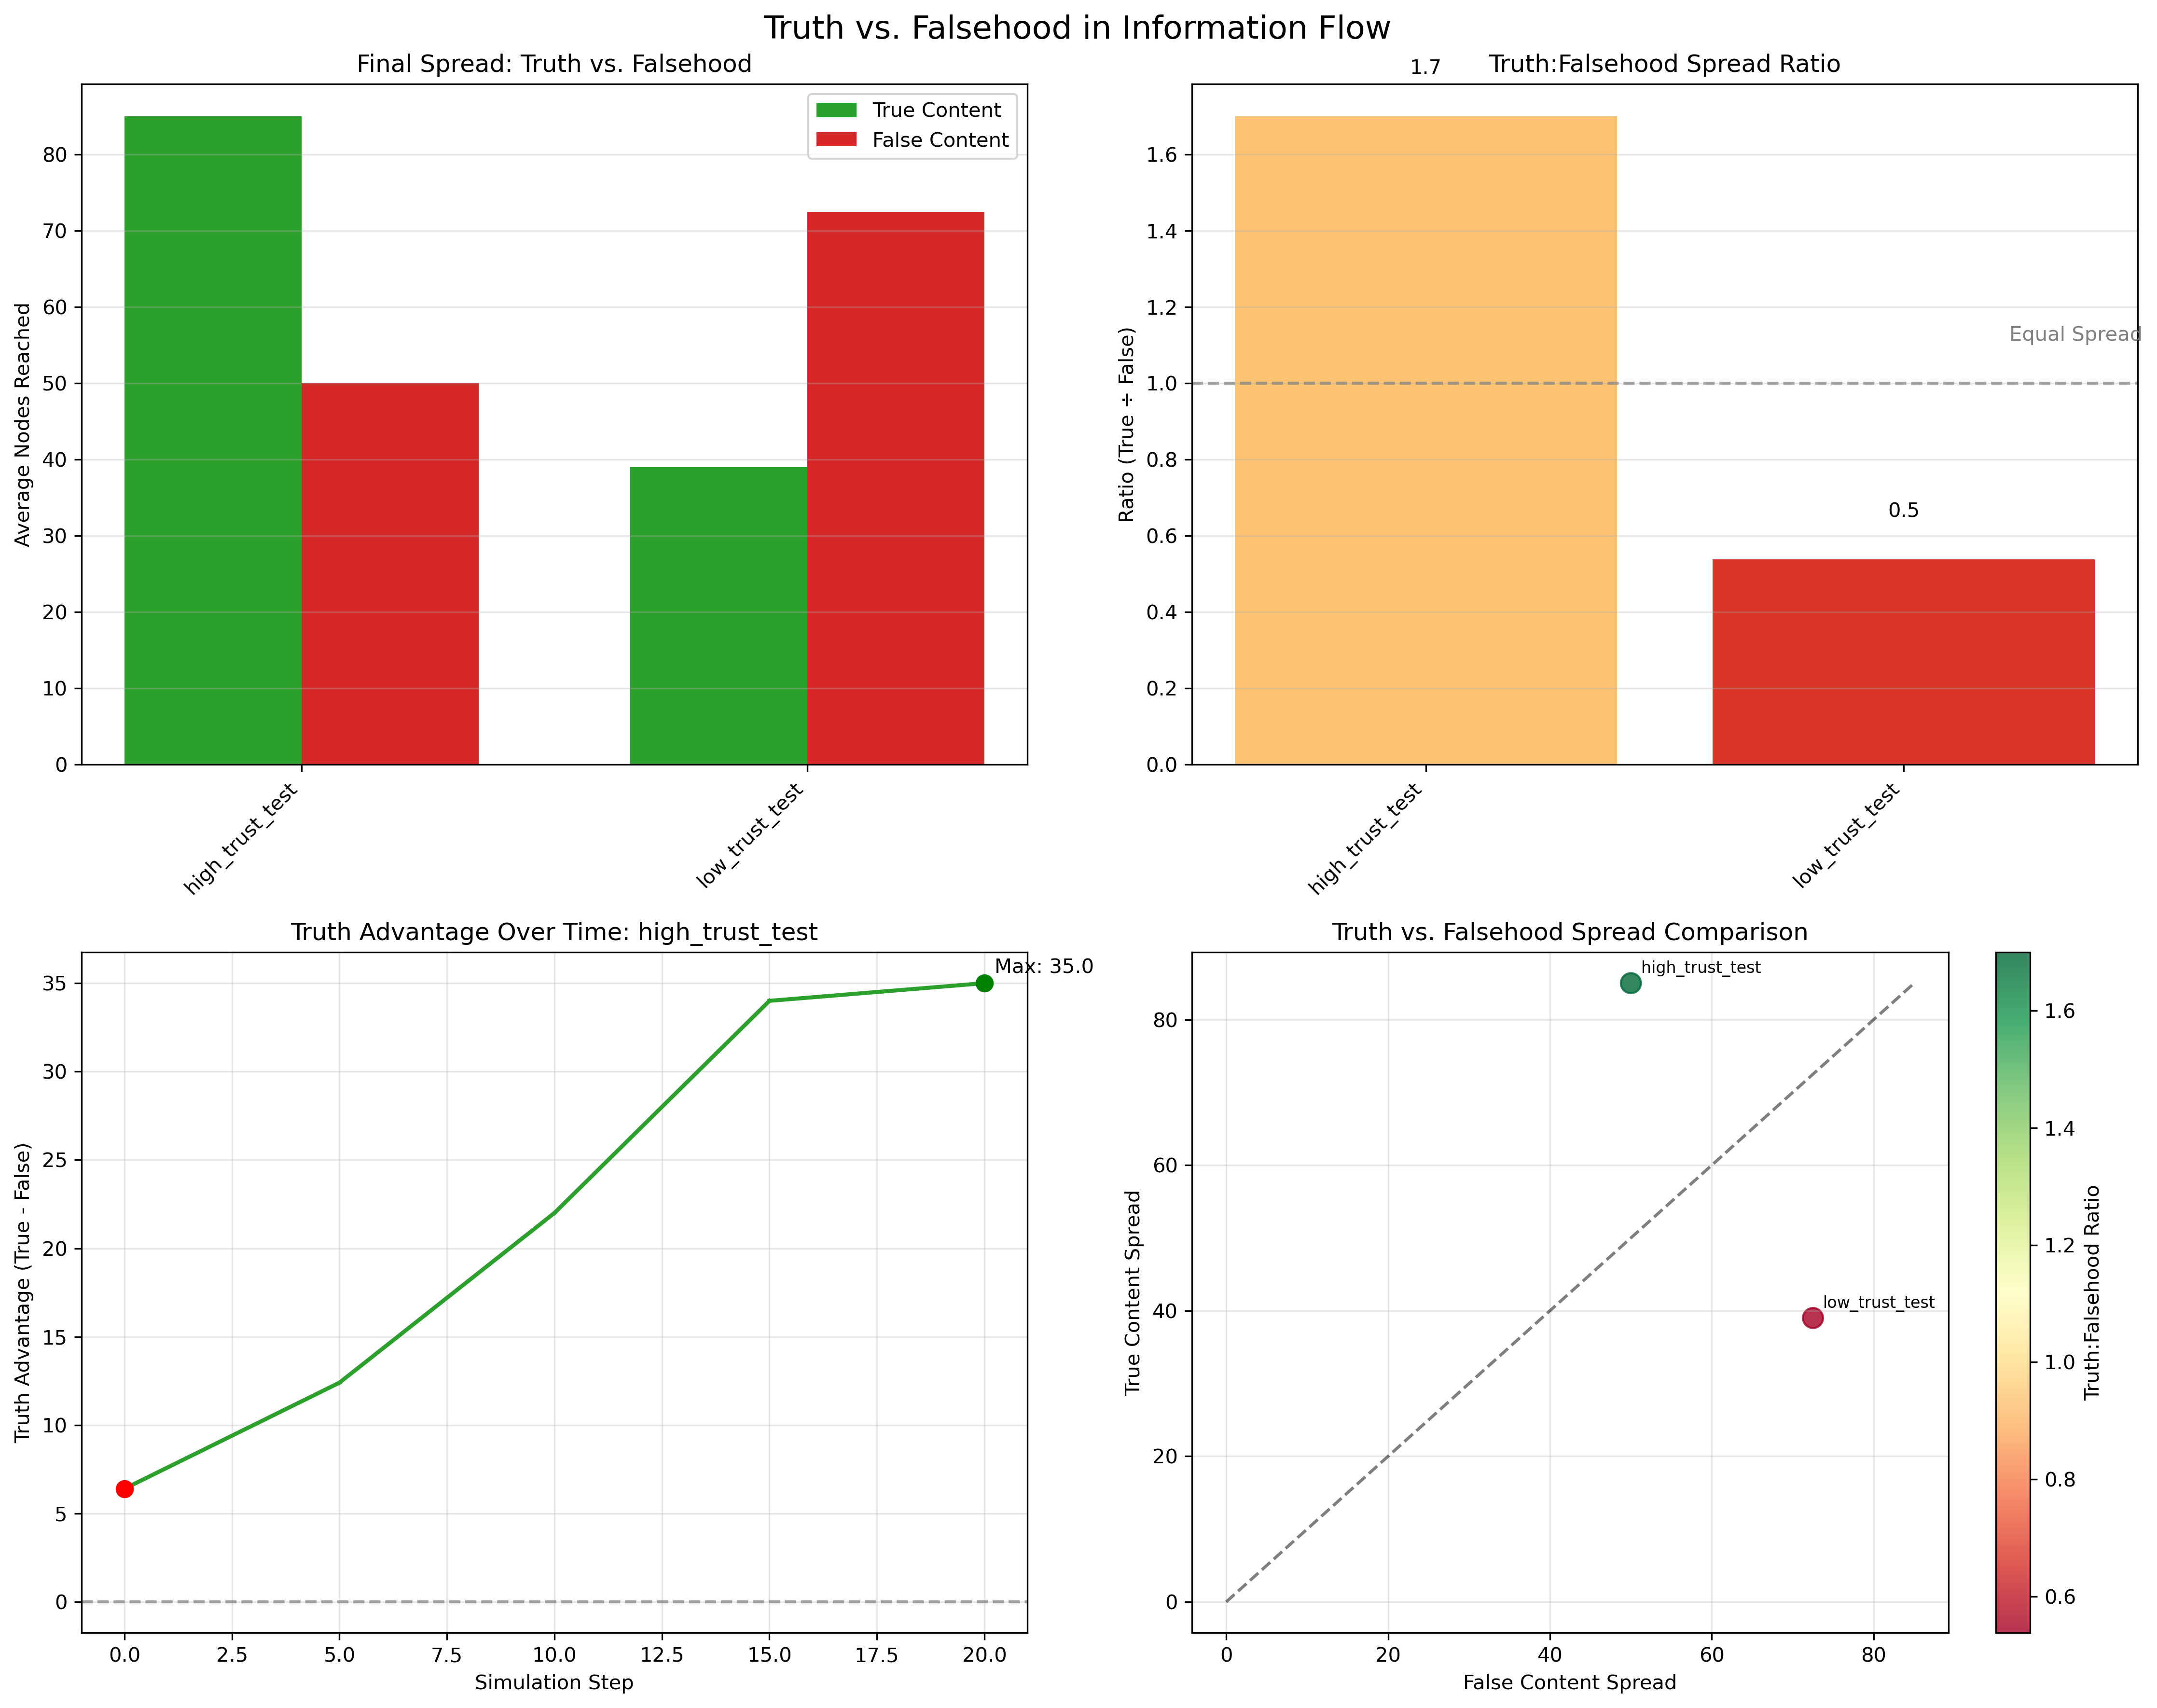 Truth vs. Falsehood in Information Flow
Final Spread: Truth vs. Falsehood
Average Nodes Reached
80
70
60
50
40
30
20
10
0
True Content
False Content
high_trust_test
low_trust_test
Truth:Falsehood Spread Ratio
1.7
Ratio (True ÷ False)
1.6
1.4
1.2
1.0
0.8
0.6
0.4
0.2
0.0
Equal Spread
0.5
high_trust_test
low_trust_test
Truth Advantage Over Time: high_trust_test
Truth Advantage (True - False)
35
30
25
20
15
10
5
0
Max: 35.0
0.0
2.5
5.0
7.5
10.0
12.5
15.0
17.5
20.0
Simulation Step
Truth vs. Falsehood Spread Comparison
True Content Spread
80
60
40
20
0
high_trust_test
low_trust_test
0
20
40
60
80
False Content Spread
1.6
1.4
1.2
1.0
0.8
0.6
Truth:Falsehood Ratio